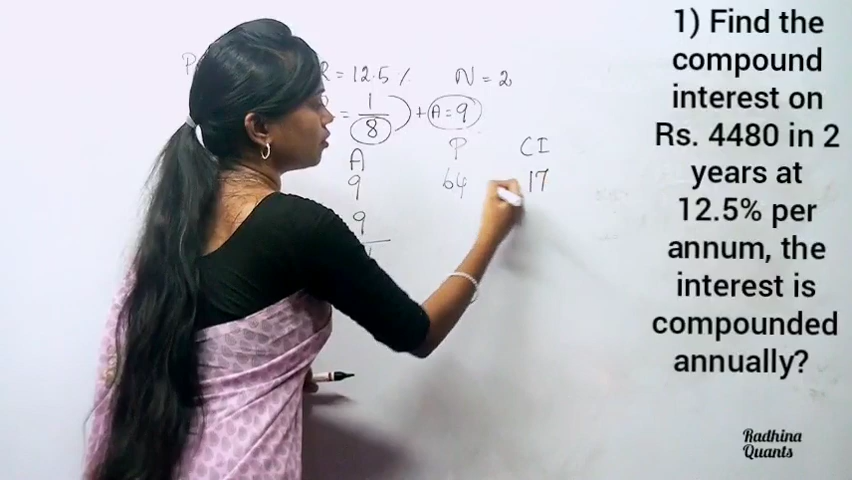 P
R = 12.5 %
N = 2
= 1/8 ) + A = 9
A P CI
9 64 17
9
1) Find the
compound
interest on
Rs. 4480 in 2
years at
12.5% per
annum, the
interest is
compounded
annually?
Radhina
Quants